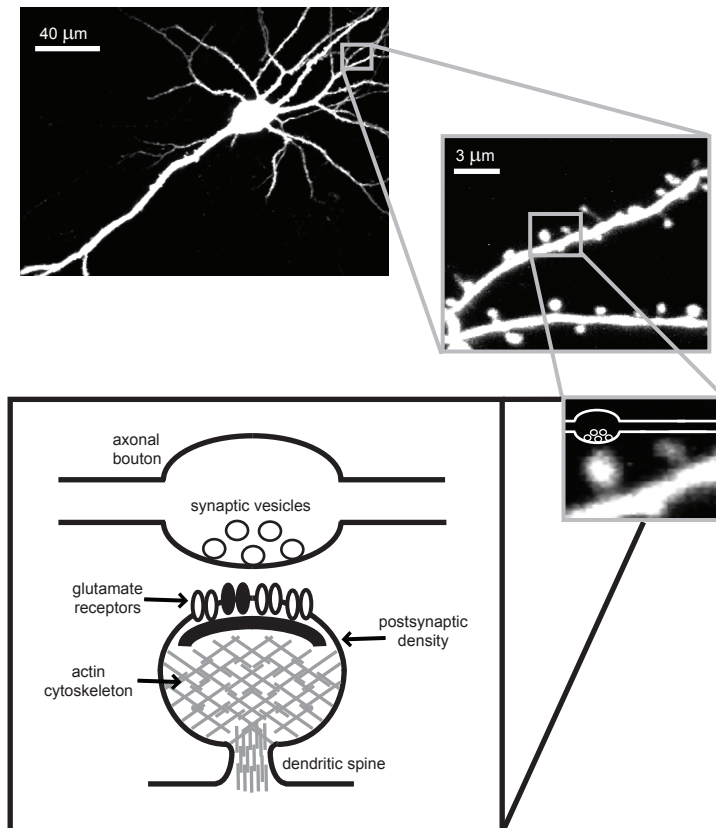 40 μm
3 μm
axonal
bouton
synaptic vesicles
glutamate
receptors
postsynaptic
density
actin
cytoskeleton
dendritic spine